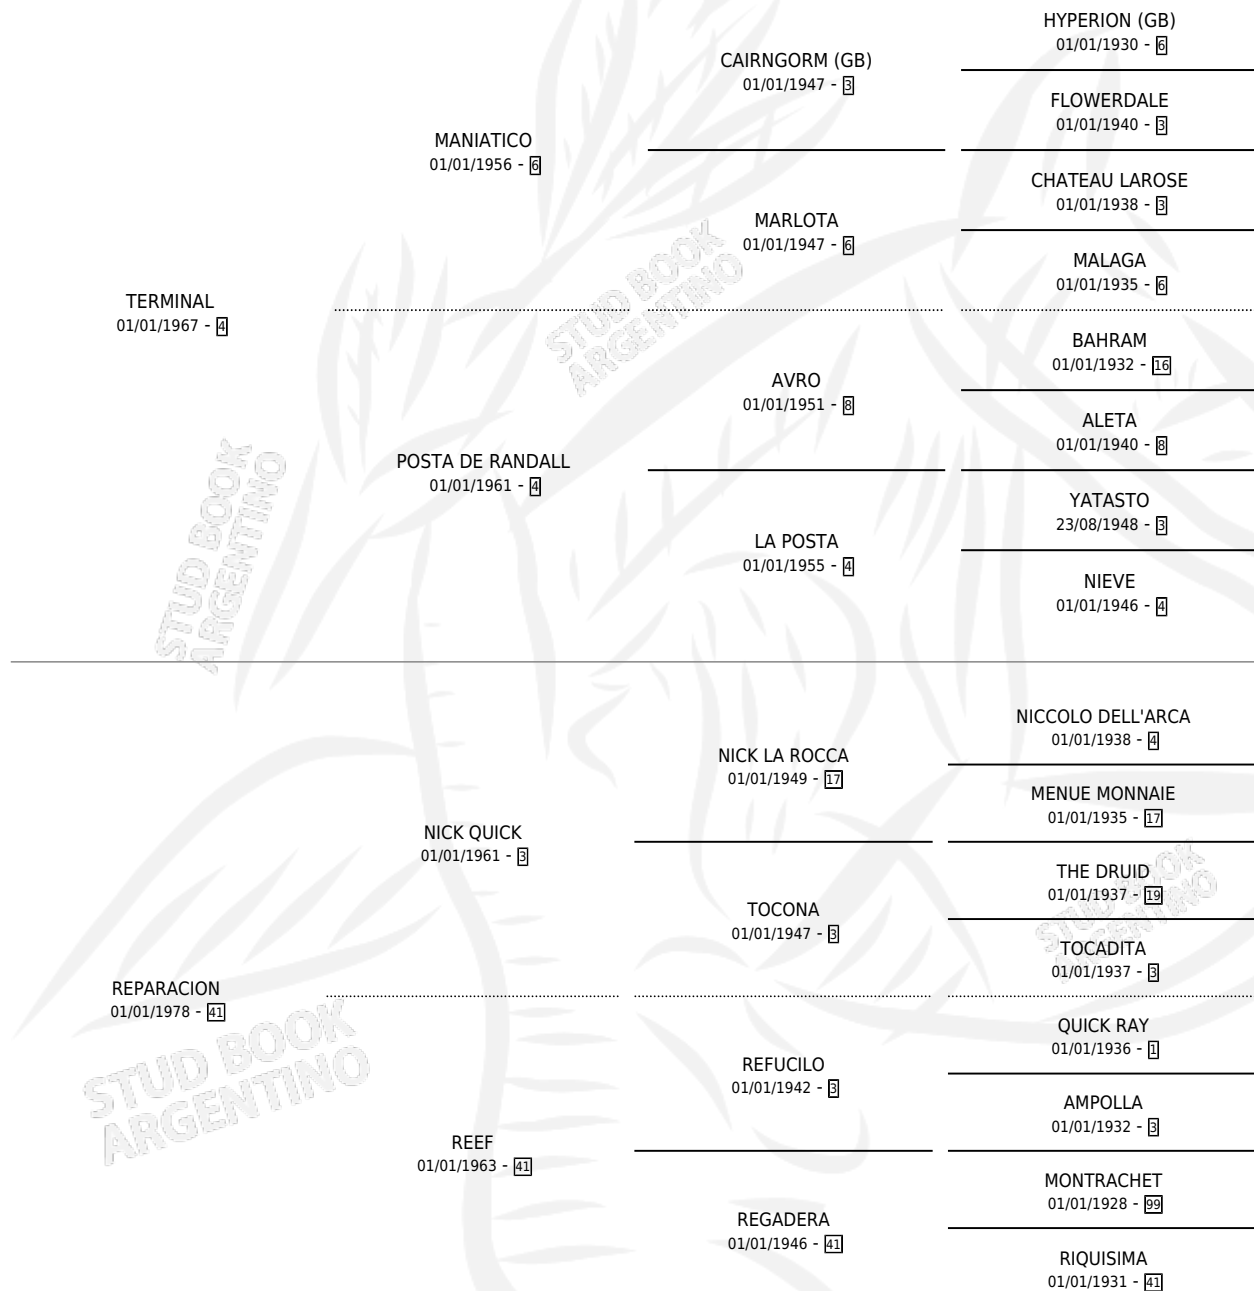 HYPERION (GB)
01/01/1930 - 6
CAIRNGORM (GB)
01/01/1947 - 3
FLOWERDALE
01/01/1940 - 3
MANIATICO
01/01/1956 - 6
CHATEAU LAROSE
01/01/1938 - 3
MARLOTA
01/01/1947 - 6
MALAGA
01/01/1935 - 6
TERMINAL
01/01/1967 - 4
BAHRAM
01/01/1932 - 16
AVRO
01/01/1951 - 8
ALETA
01/01/1940 - 8
POSTA DE RANDALL
01/01/1961 - 4
YATASTO
23/08/1948 - 3
LA POSTA
01/01/1955 - 4
NIEVE
01/01/1946 - 4
NICCOLO DELL'ARCA
01/01/1938 - 4
NICK LA ROCCA
01/01/1949 - 17
MENUE MONNAIE
01/01/1935 - 17
NICK QUICK
01/01/1961 - 3
THE DRUID
01/01/1937 - 19
TOCONA
01/01/1947 - 3
TOCADITA
01/01/1937 - 3
REPARACION
01/01/1978 - 41
QUICK RAY
01/01/1936 - 1
REFUCILO
01/01/1942 - 3
AMPOLLA
01/01/1932 - 3
REEF
01/01/1963 - 41
MONTRACHET
01/01/1928 - 99
REGADERA
01/01/1946 - 41
RIQUISIMA
01/01/1931 - 41
STUD BOOK
ARGENTINO
STUD BOOK
ARGENTINO
STUD BOOK
ARGENTINO
STUD BOOK
ARGENTINO